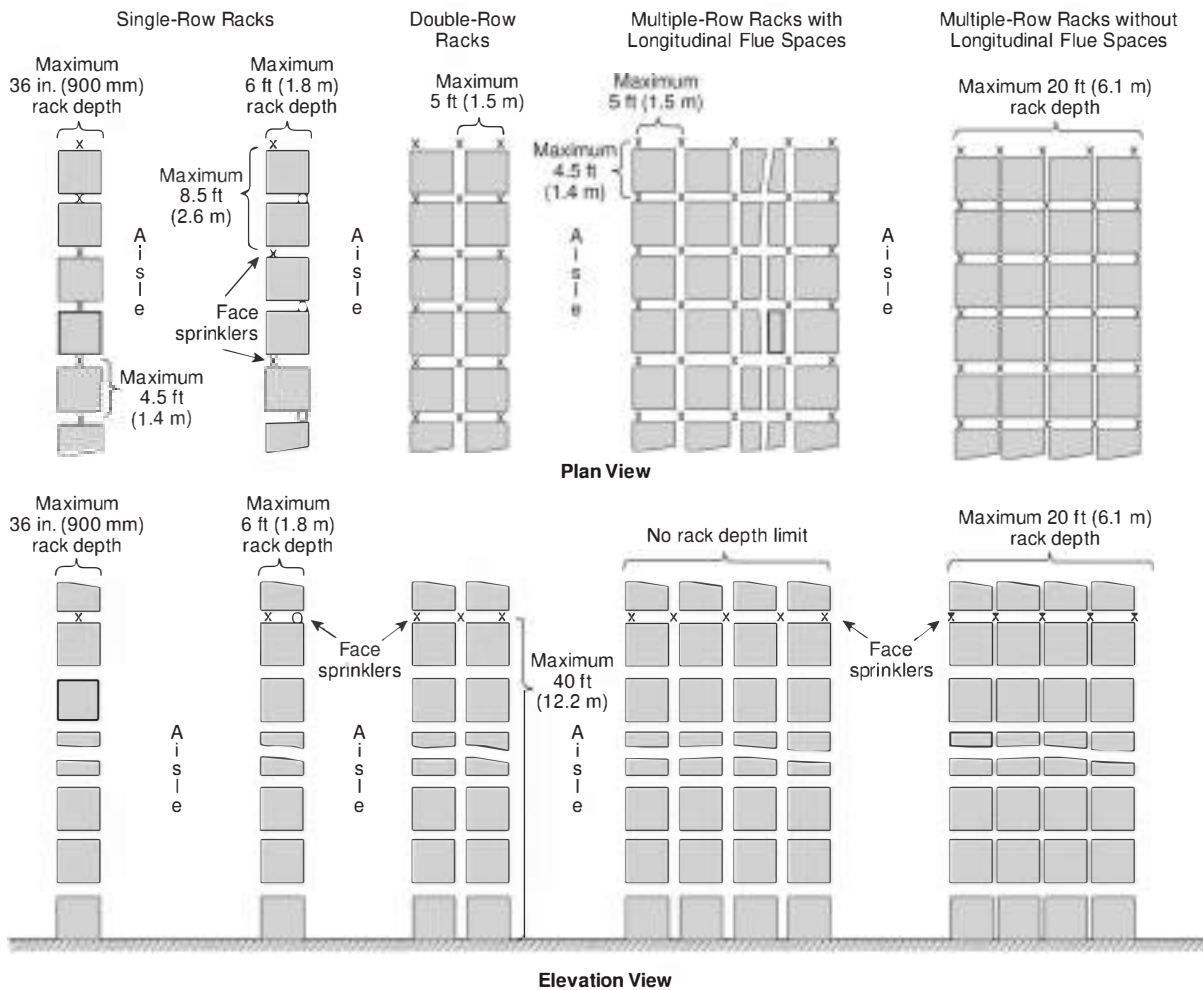 Single-Row Racks
Double-Row
Racks
Multiple-Row Racks with
Longitudinal Flue Spaces
Multiple-Row Racks without
Longitudinal Flue Spaces
Maximum
36 in. (900 mm)
rack depth
Maximum
6 ft (1.8 m)
rack depth
Maximum
5 ft (1.5 m)
Maximum
5 ft (1.5 m)
Maximum 20 ft (6.1 m)
rack depth
x
x
x x x
x x x x x
x x x x x
Maximum
8.5 ft
(2.6 m)
Maximum
4.5 ft
(1.4 m)
Aisle
Aisle
Aisle
Aisle
Face
sprinklers
Maximum
4.5 ft
(1.4 m)
Plan View
Maximum
36 in. (900 mm)
rack depth
Maximum
6 ft (1.8 m)
rack depth
No rack depth limit
Maximum 20 ft (6.1 m)
rack depth
x
x O
x x x
x x x x x
x x x x x
Face
sprinklers
Maximum
40 ft
(12.2 m)
Face
sprinklers
Aisle
Aisle
Aisle
Elevation View